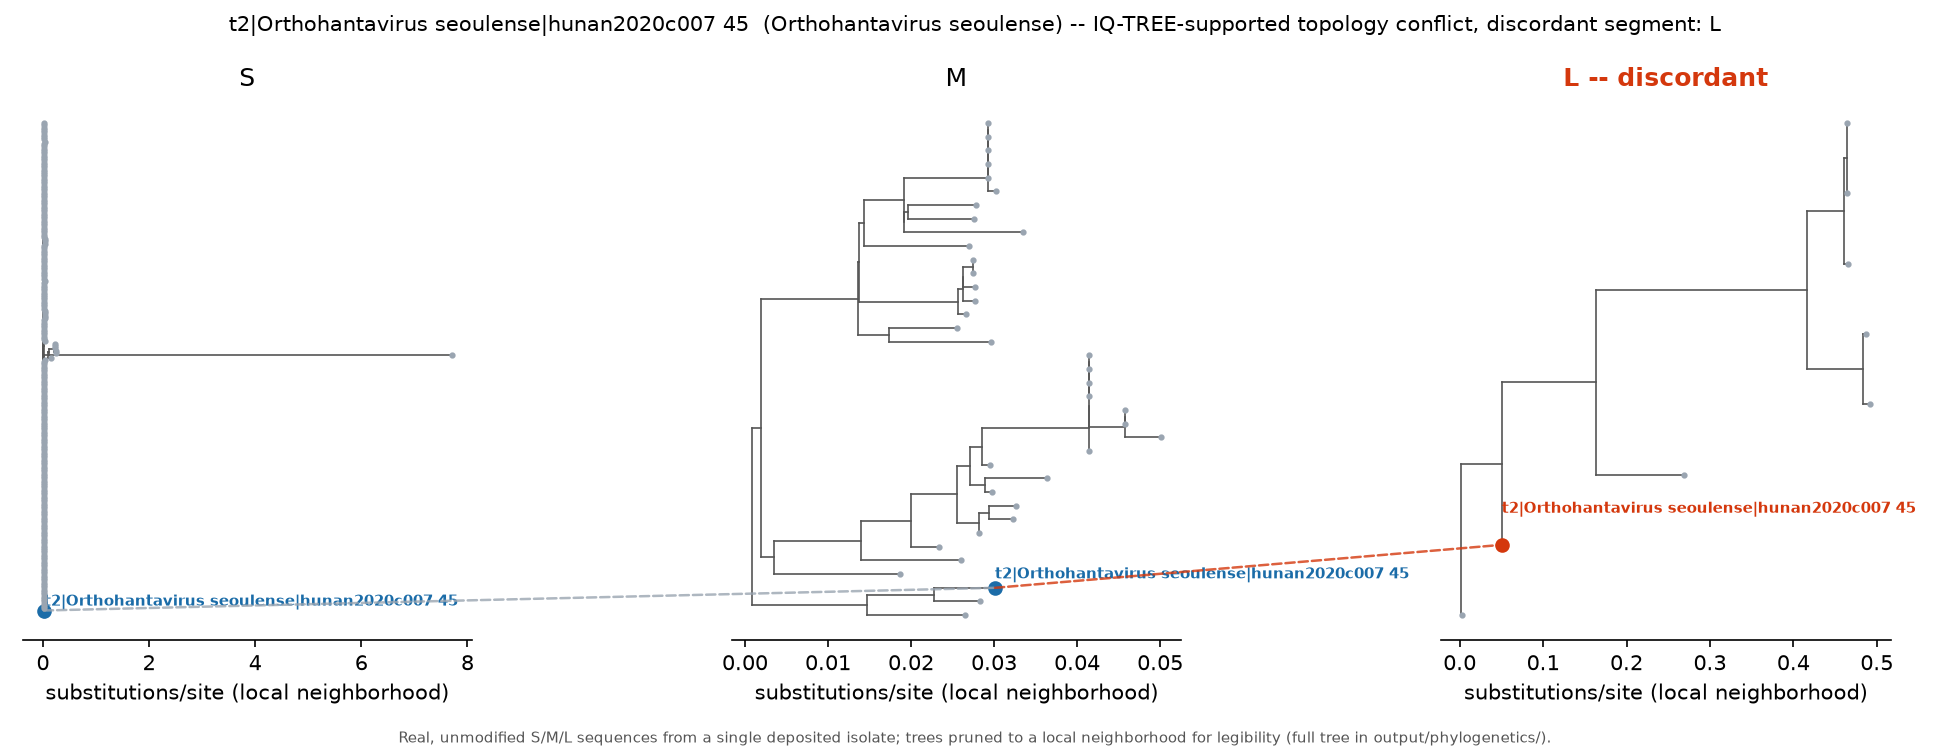 t2|Orthohantavirus seoulense|hunan2020c007 45  (Orthohantavirus seoulense) -- IQ-TREE-supported topology conflict, discordant segment: L
S
M
L -- discordant
t2|Orthohantavirus seoulense|hunan2020c007 45
t2|Orthohantavirus seoulense|hunan2020c007 45
t2|Orthohantavirus seoulense|hunan2020c007 45
0 2 4 6 8
substitutions/site (local neighborhood)
0.00 0.01 0.02 0.03 0.04 0.05
substitutions/site (local neighborhood)
0.0 0.1 0.2 0.3 0.4 0.5
substitutions/site (local neighborhood)
Real, unmodified S/M/L sequences from a single deposited isolate; trees pruned to a local neighborhood for legibility (full tree in output/phylogenetics/).